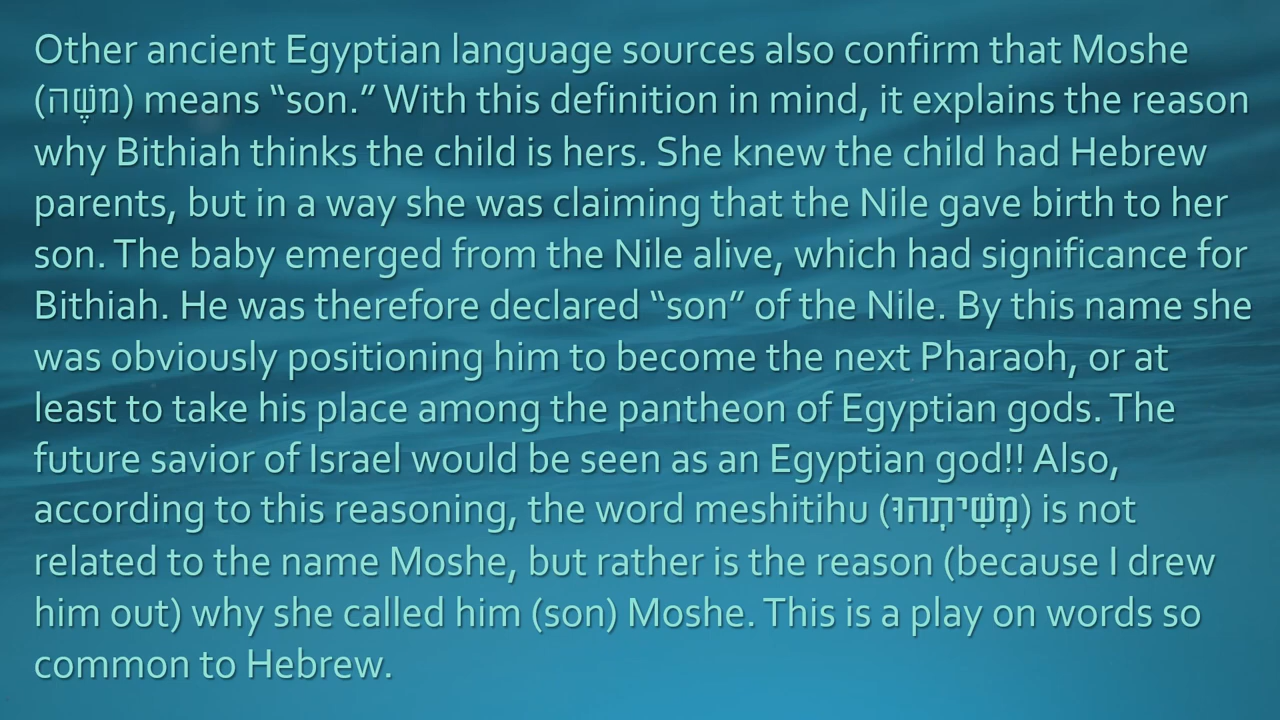 Other ancient Egyptian language sources also confirm that Moshe
(מֹשֶׁה) means “son.” With this definition in mind, it explains the reason
why Bithiah thinks the child is hers. She knew the child had Hebrew
parents, but in a way she was claiming that the Nile gave birth to her
son. The baby emerged from the Nile alive, which had significance for
Bithiah. He was therefore declared “son” of the Nile. By this name she
was obviously positioning him to become the next Pharaoh, or at
least to take his place among the pantheon of Egyptian gods. The
future savior of Israel would be seen as an Egyptian god!! Also,
according to this reasoning, the word meshitihu (מְשִׁיתִהוּ) is not
related to the name Moshe, but rather is the reason (because I drew
him out) why she called him (son) Moshe. This is a play on words so
common to Hebrew.